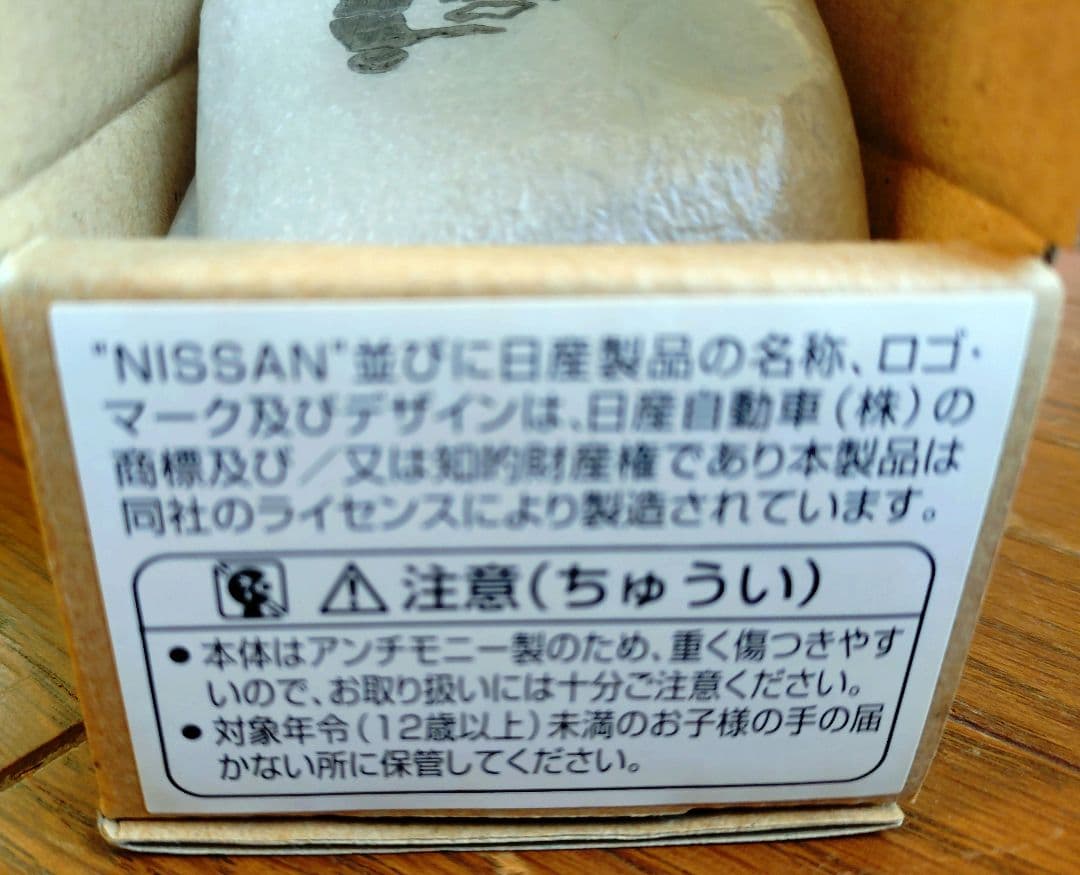 "NISSAN"並びに日産製品の名称、ロゴ・
マーク及びデザインは、日産自動車(株)の
商標及び/又は知的財産権であり本製品は
同社のライセンスにより製造されています。
⚠注意(ちゅうい)
●本体はアンチモニー製のため、重く傷つきやす
いので、お取り扱いには十分ご注意ください。
●対象年令(12歳以上)未満のお子様の手の届
かない所に保管してください。